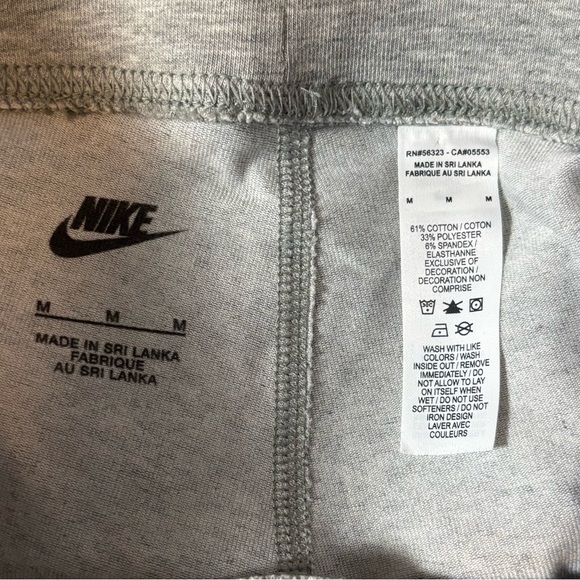 NIKE
M M M
MADE IN SRI LANKA
FABRIQUE
AU SRI LANKA
RN#56323 - CA#05553
MADE IN SRI LANKA
FABRIQUE AU SRI LANKA
M M M
61% COTTON / COTON
33% POLYESTER
6% SPANDEX /
ELASTHANNE
EXCLUSIVE OF
DECORATION /
DECORATION NON
COMPRISE
WASH WITH LIKE
COLORS / WASH
INSIDE OUT / REMOVE
IMMEDIATELY / DO
NOT ALLOW TO LAY
ON ITSELF WHEN
WET / DO NOT USE
SOFTENERS / DO NOT
IRON DESIGN
LAVER AVEC
COULEURS